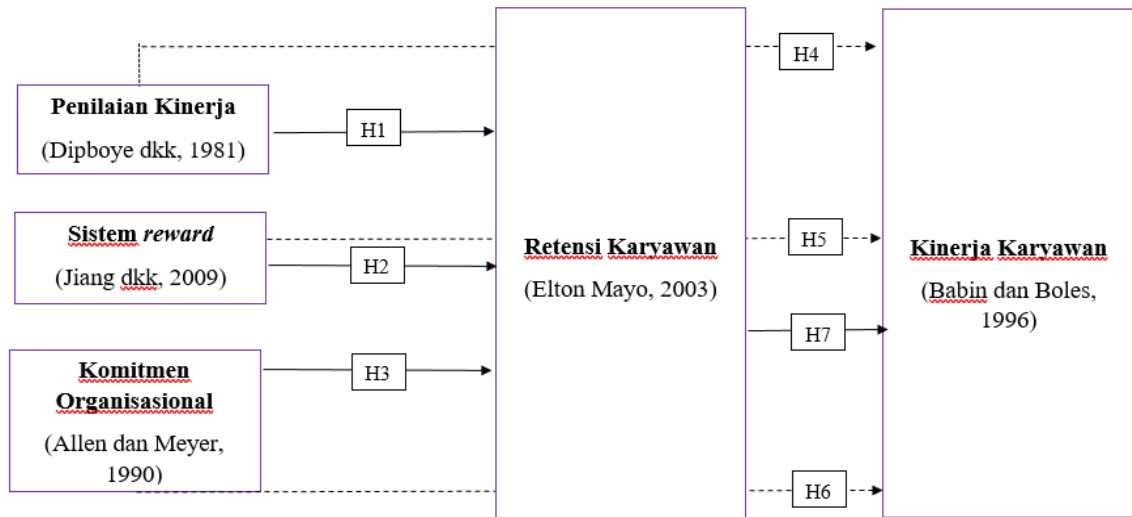 H4
Penilaian Kinerja
(Dipboye dkk, 1981)
H1
Sistem reward
(Jiang dkk, 2009)
H2
Komitmen
Organisasional
(Allen dan Meyer,
1990)
H3
Retensi Karyawan
(Elton Mayo, 2003)
H5
H7
H6
Kinerja Karyawan
(Babin dan Boles,
1996)